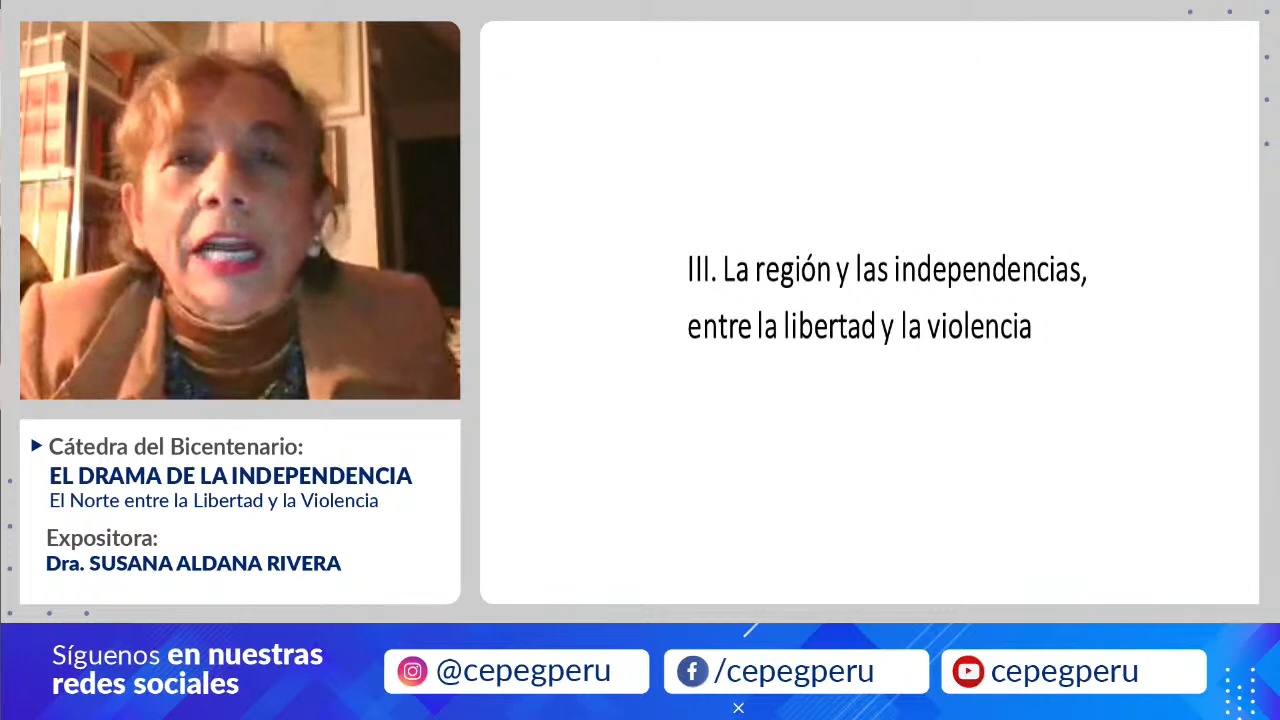 III. La región y las independencias,
entre la libertad y la violencia
Cátedra del Bicentenario:
EL DRAMA DE LA INDEPENDENCIA
El Norte entre la Libertad y la Violencia
Expositora:
Dra. SUSANA ALDANA RIVERA
Síguenos en nuestras
redes sociales
@cepegperu
/cepegperu
cepegperu